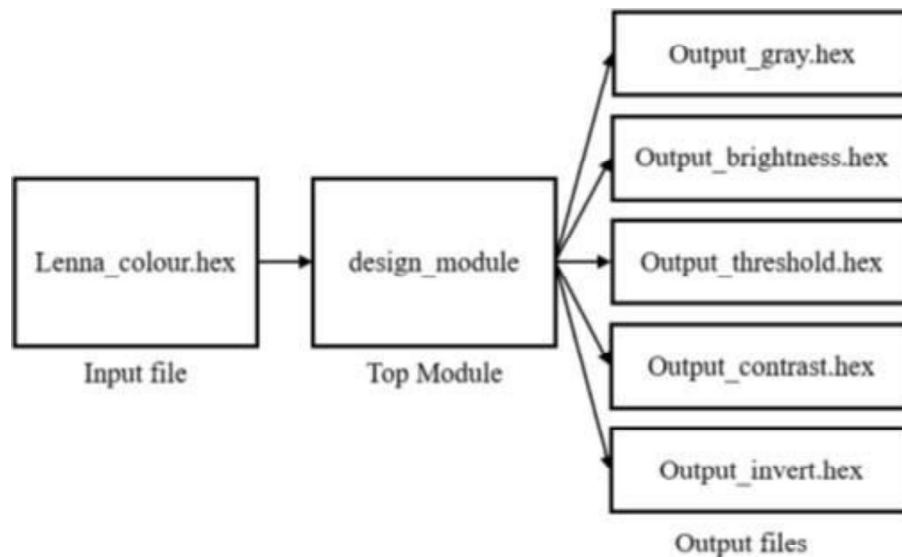 Output_gray.hex
Output_brightness.hex
Lenna_colour.hex
design_module
Output_threshold.hex
Input file
Top Module
Output_contrast.hex
Output_invert.hex
Output files